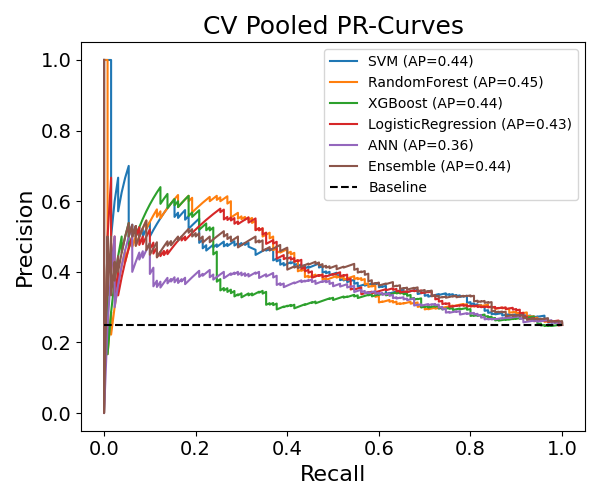 CV Pooled PR-Curves
1.0
0.8
0.6
0.4
0.2
0.0
Precision
SVM (AP=0.44)
RandomForest (AP=0.45)
XGBoost (AP=0.44)
LogisticRegression (AP=0.43)
ANN (AP=0.36)
Ensemble (AP=0.44)
Baseline
0.0 0.2 0.4 0.6 0.8 1.0
Recall